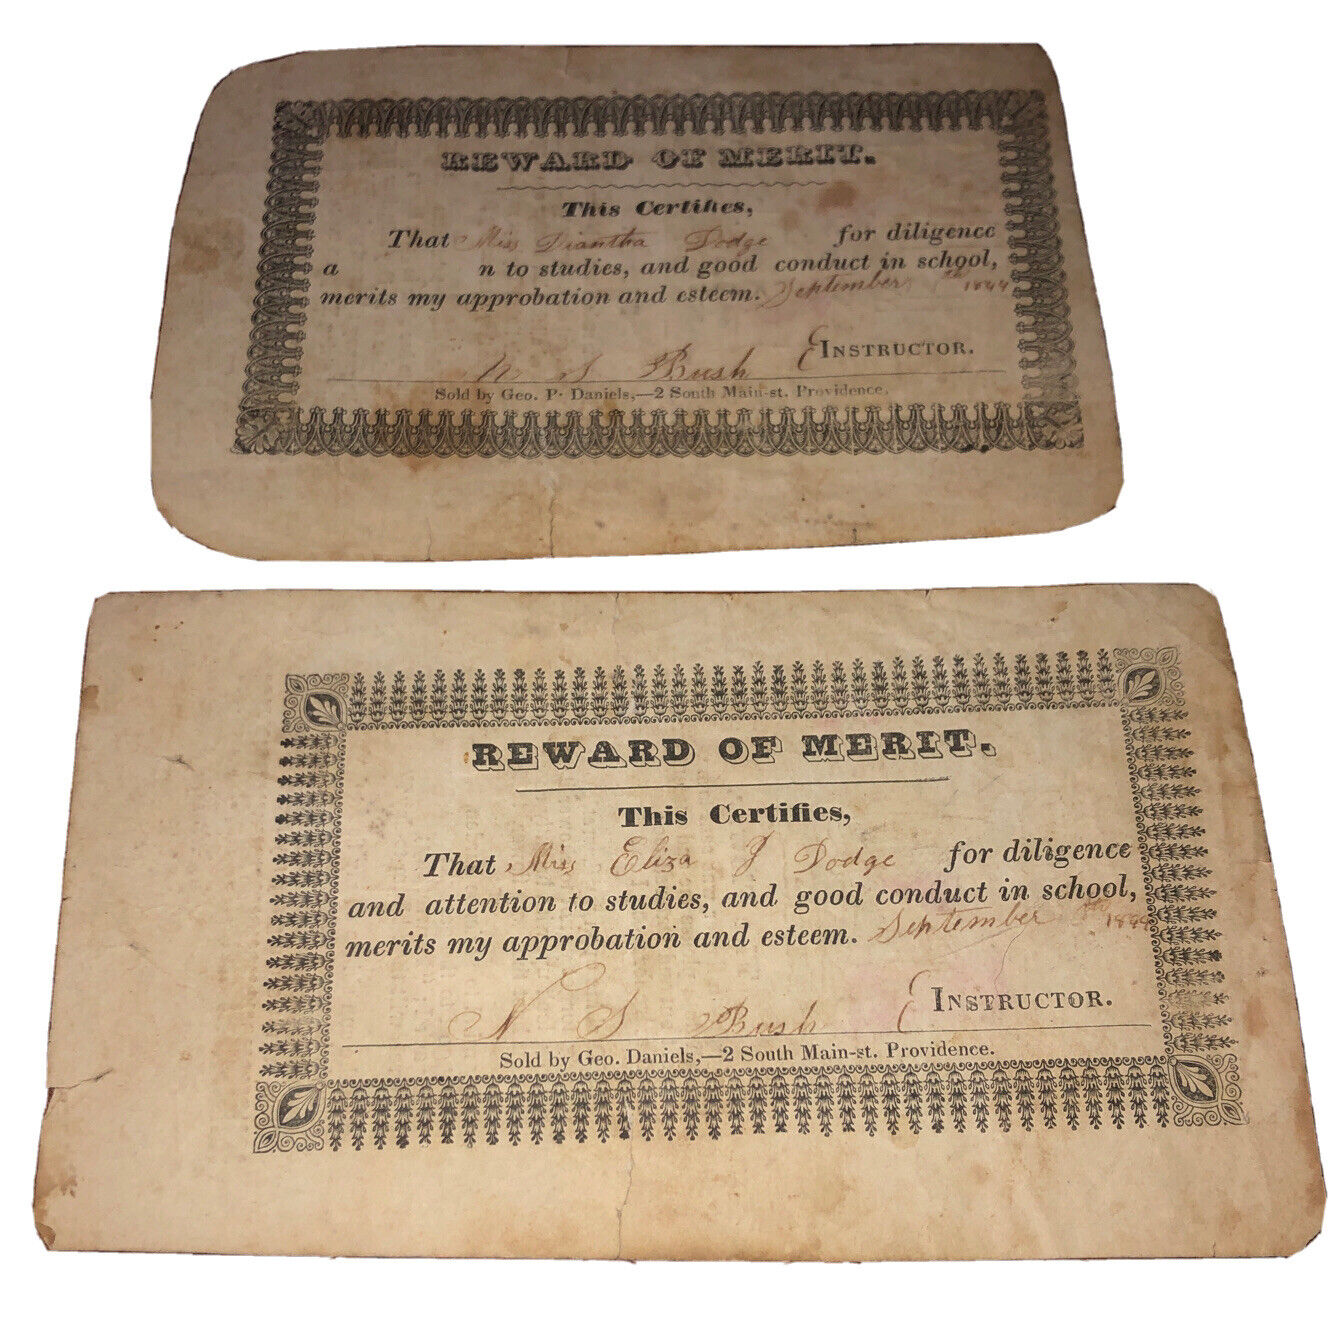 REWARD OF MERIT.
This Certifies,
That Miss Diantha Dodge for diligence
a n to studies, and good conduct in school,
merits my approbation and esteem. September 1844
N S Bush INSTRUCTOR.
Sold by Geo. P. Daniels,—2 South Main-st. Providence.
REWARD OF MERIT.
This Certifies,
That Miss Eliza J Dodge for diligence
and attention to studies, and good conduct in school,
merits my approbation and esteem. September 1844
N S Bush INSTRUCTOR.
Sold by Geo. Daniels,—2 South Main-st. Providence.